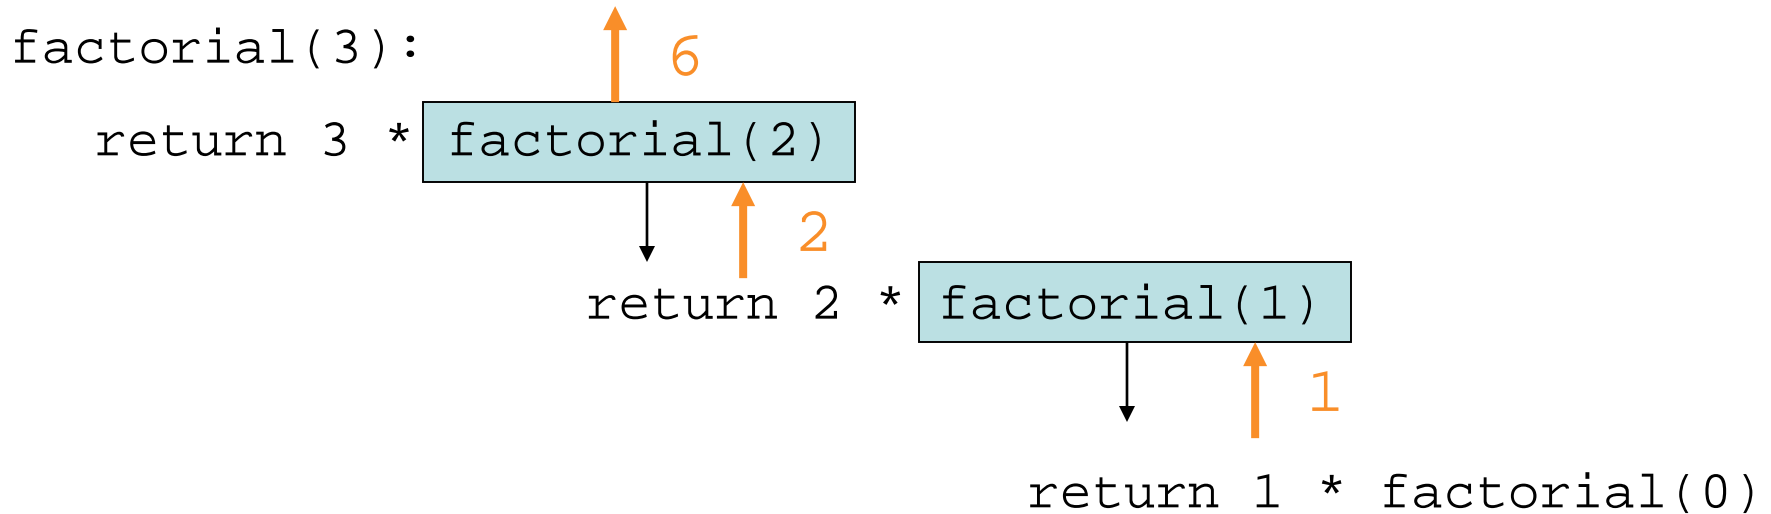 factorial(3):
6
return 3 * factorial(2)
2
return 2 * factorial(1)
1
return 1 * factorial(0)